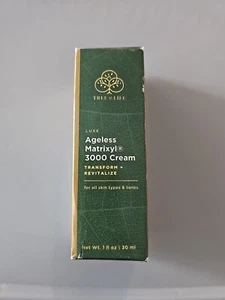 TREE OF LIFE
LUXE
Ageless
Matrixyl®
3000 Cream
TRANSFORM +
REVITALIZE
for all skin types & tones
Net Wt. 1 fl oz | 30 ml